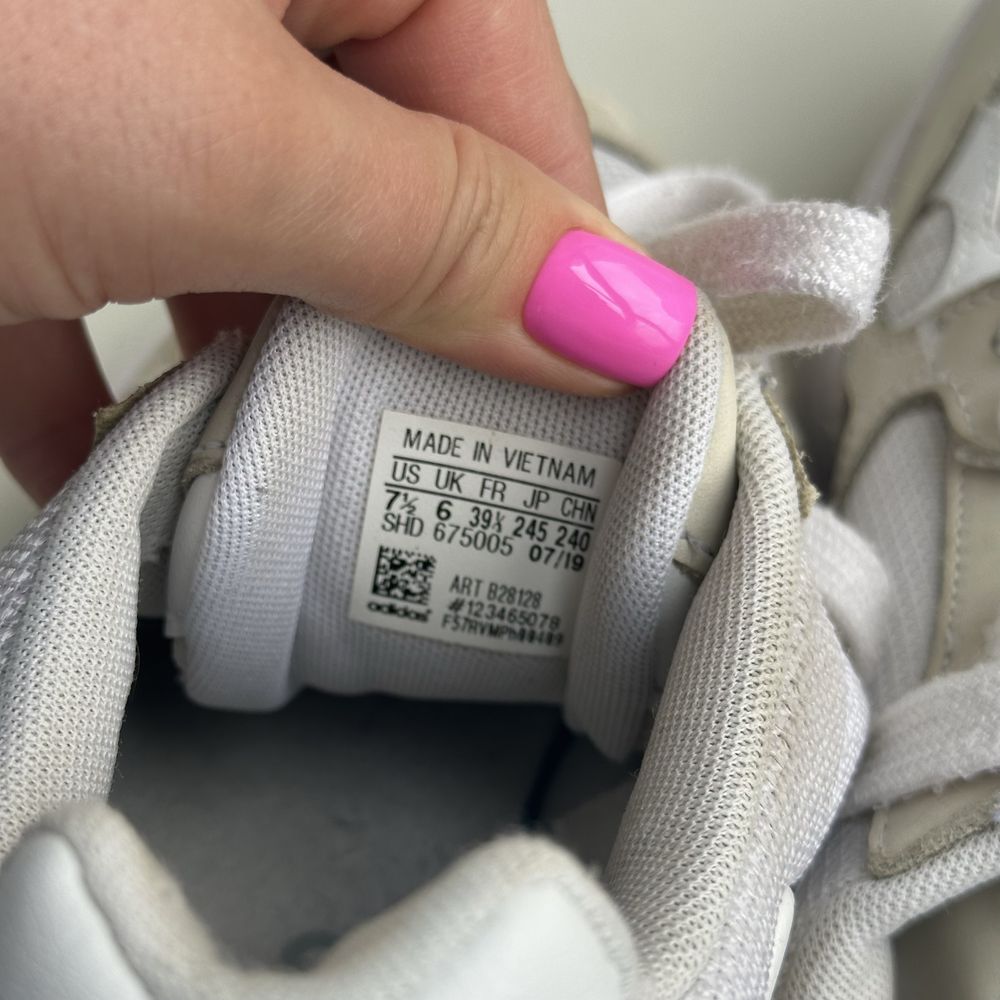 MADE IN VIETNAM
US UK FR JP CHN
7½ 6 39⅓ 245 240
SHD 675005 07/19
ART B28128
#123465078
adidas